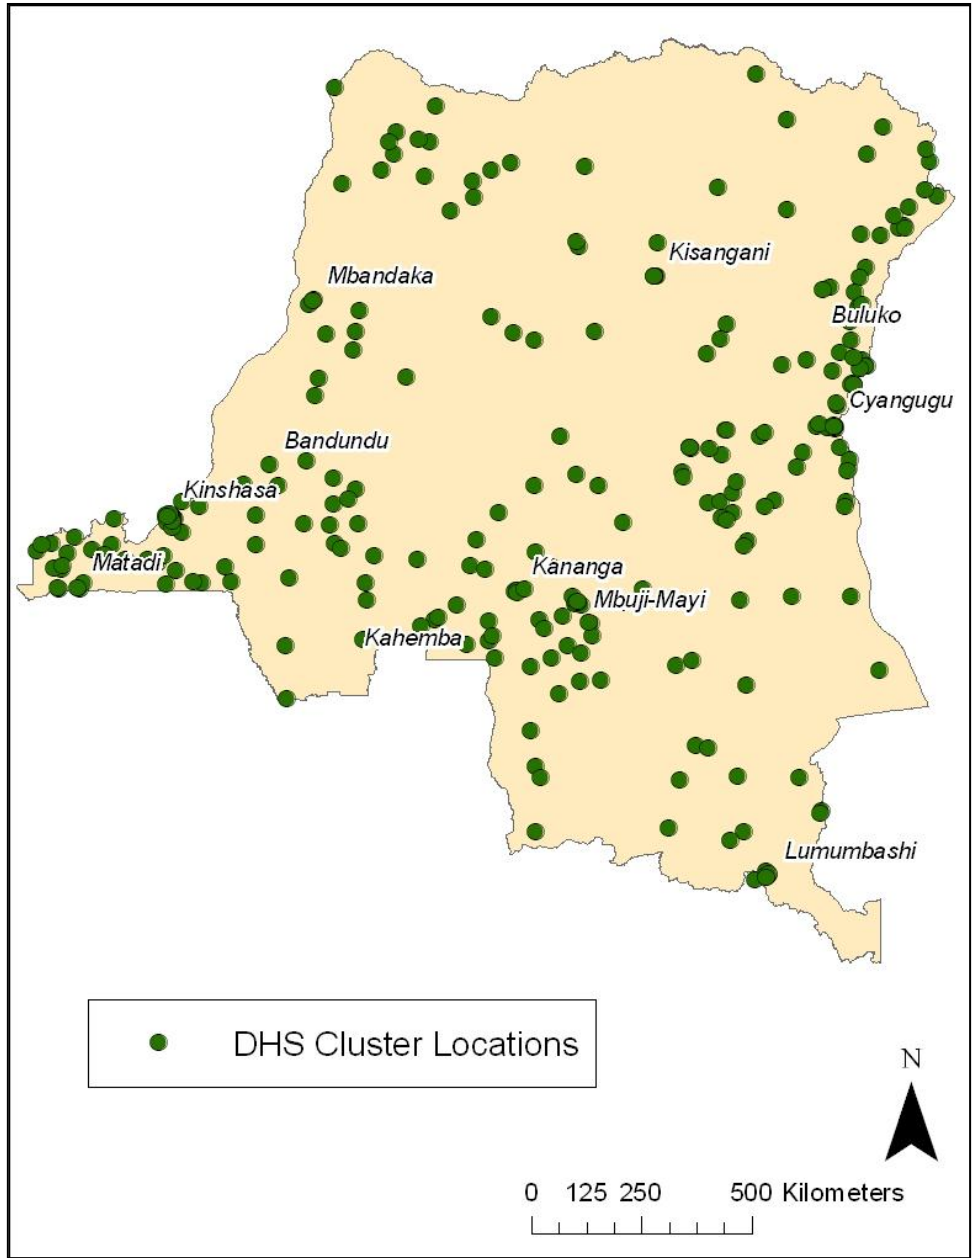 Kisangani
Mbandaka
Buluko
Cyangugu
Bandundu
Kinshasa
Matadi
Kananga
Mbuji-Mayi
Kahemba
Lumumbashi
DHS Cluster Locations
N
0 125 250 500 Kilometers